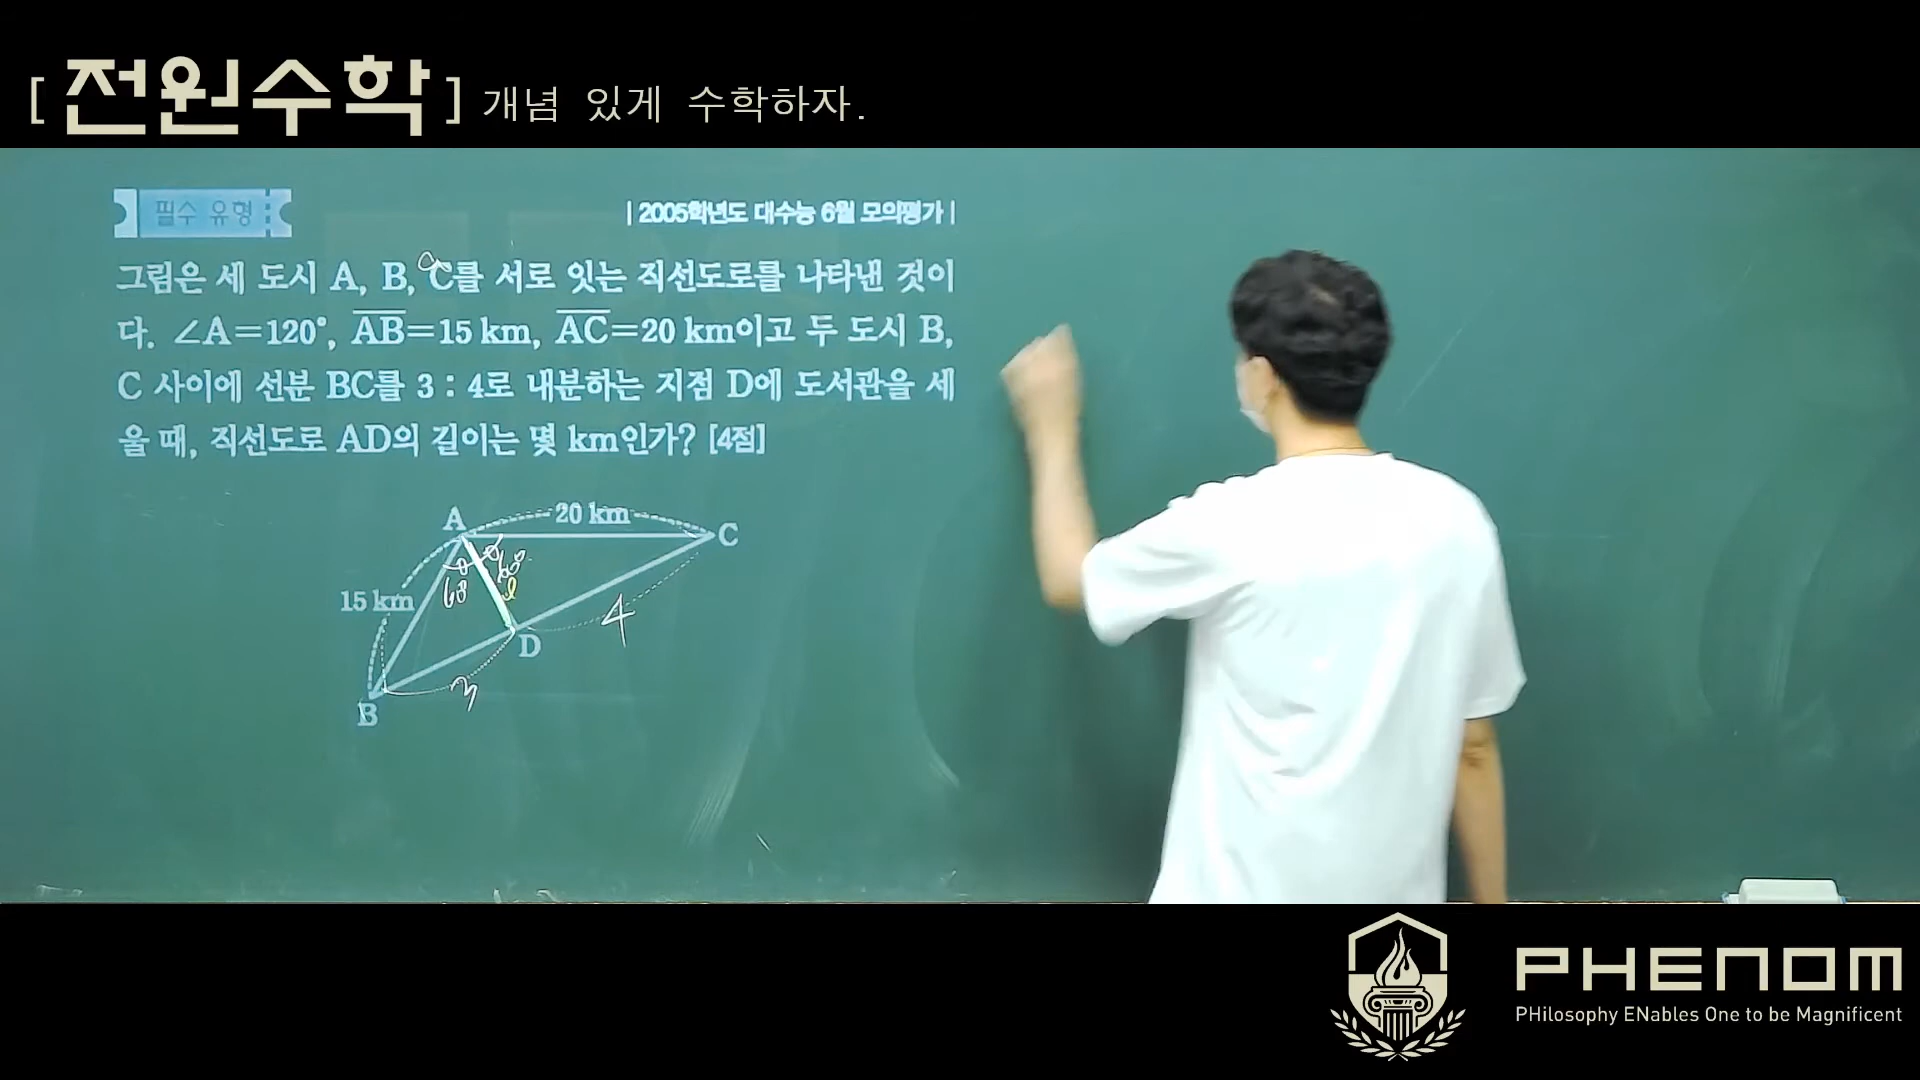 [전원수학] 개념 있게 수학하자.
필수 유형
| 2005학년도 대수능 6월 모의평가 |
그림은 세 도시 A, B, C를 서로 잇는 직선도로를 나타낸 것이
다. ∠A=120°, AB=15 km, AC=20 km이고 두 도시 B,
C 사이에 선분 BC를 3 : 4로 내분하는 지점 D에 도서관을 세
울 때, 직선도로 AD의 길이는 몇 km인가? [4점]
A
20 km
C
60°
60°
l
15 km
4
D
3
B
PHENOM
PHilosophy ENables One to be Magnificent